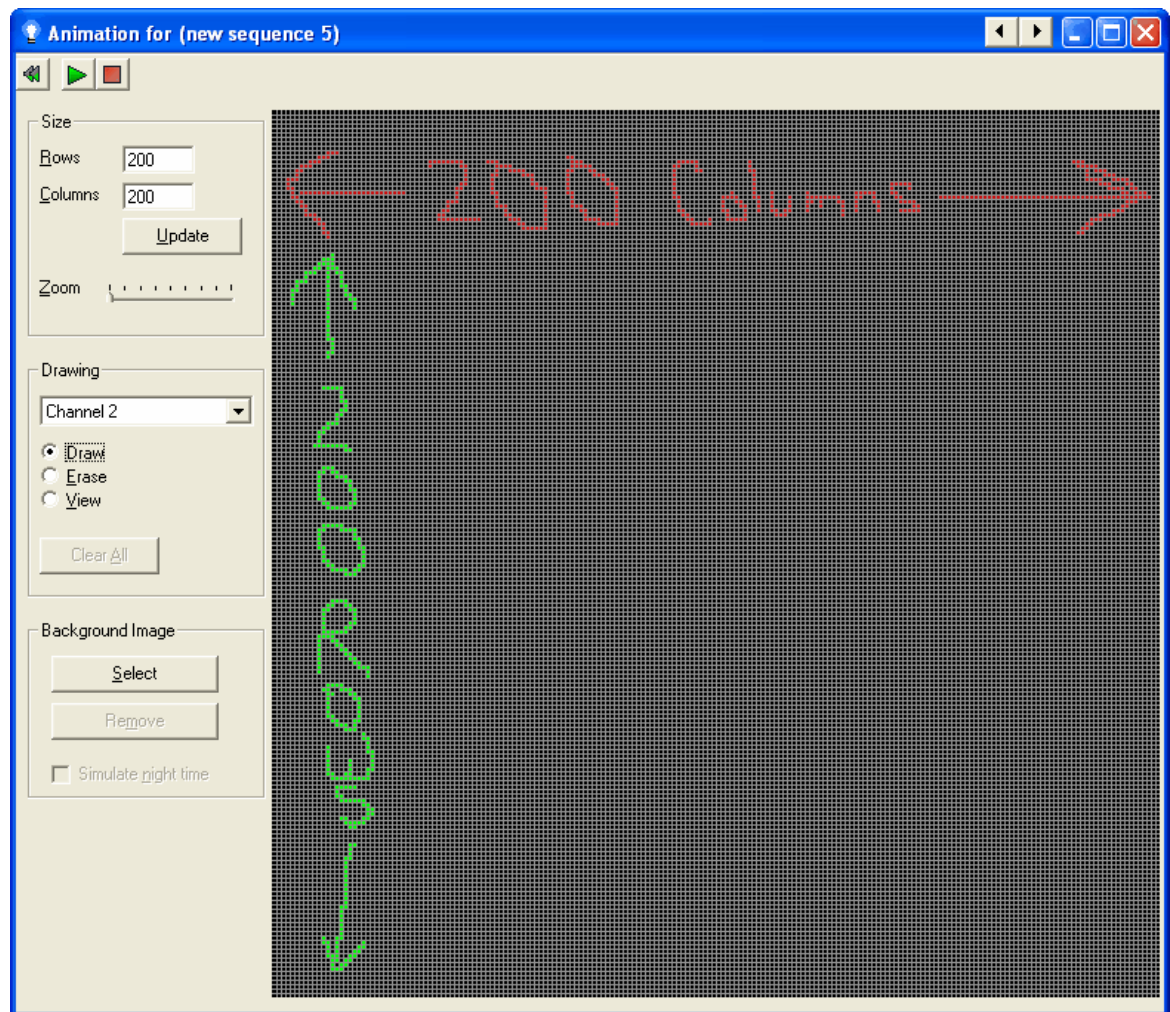 Animation for (new sequence 5)
Size
Rows 200
Columns 200
Update
Zoom
Drawing
Channel 2
Draw
Erase
View
Clear All
Background Image
Select
Remove
Simulate night time
200 Columns
200 Rows